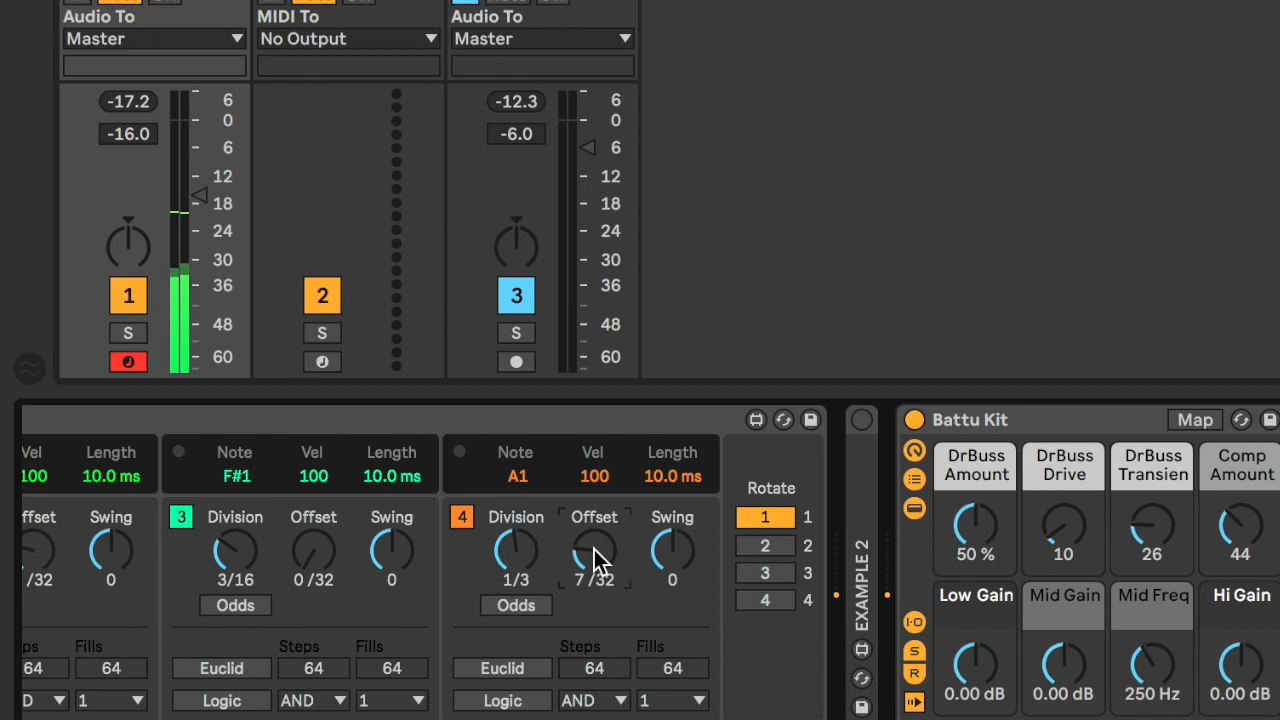 Audio To
MIDI To
Audio To
Master
No Output
Master
-17.2
6
-12.3
6
0
0
-16.0
-6.0
6
6
12
12
18
18
24
24
30
30
1
2
3
36
36
S
S
S
48
48
60
60
Vel
Length
Note
Vel
Length
Note
Vel
Length
100
10.0 ms
F#1
100
10.0 ms
A1
100
10.0 ms
ffset
Swing
3
Division
Offset
Swing
4
Division
Offset
Swing
/32
0
3/16
0 /32
0
1/3
7 /32
0
Odds
Odds
ps
Fills
Steps
Fills
Steps
Fills
64
64
Euclid
64
64
Euclid
64
64
D
1
Logic
AND
1
Logic
AND
1
Rotate
1
1
2
2
3
3
4
4
EXAMPLE 2
Battu Kit
Map
DrBuss
Amount
DrBuss
Drive
DrBuss
Transien
Comp
Amount
50 %
10
26
44
Low Gain
Mid Gain
Mid Freq
Hi Gain
I·O
S
R
0.00 dB
0.00 dB
250 Hz
0.00 dB